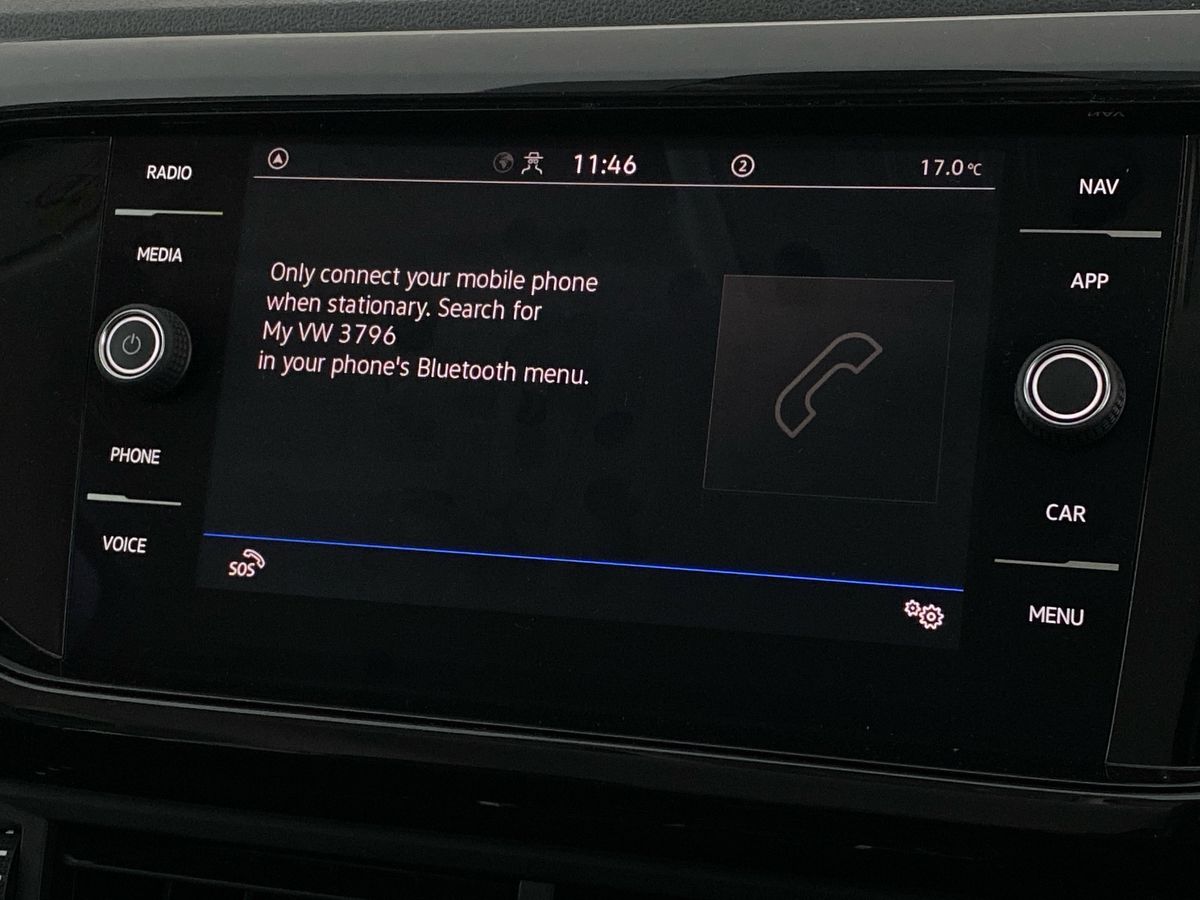 RADIO
MEDIA
PHONE
VOICE
11:46
2
17.0 °C
Only connect your mobile phone
when stationary. Search for
My VW 3796
in your phone's Bluetooth menu.
SOS
NAV
APP
CAR
MENU